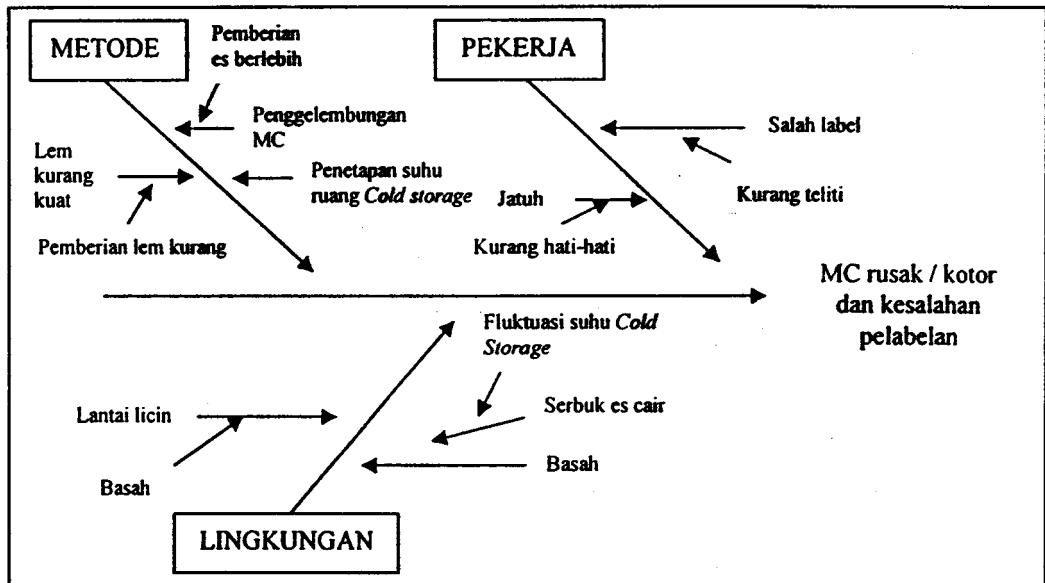 METODE
Pemberian
es berlebih
PEKERJA
Penggelembungan
MC
Salah label
Lem
kurang
kuat
Penetapan suhu
ruang Cold storage
Jatuh
Kurang teliti
Pemberian lem kurang
Kurang hati-hati
MC rusak / kotor
dan kesalahan
pelabelan
Fluktuasi suhu Cold
Storage
Lantai licin
Serbuk es cair
Basah
Basah
LINGKUNGAN